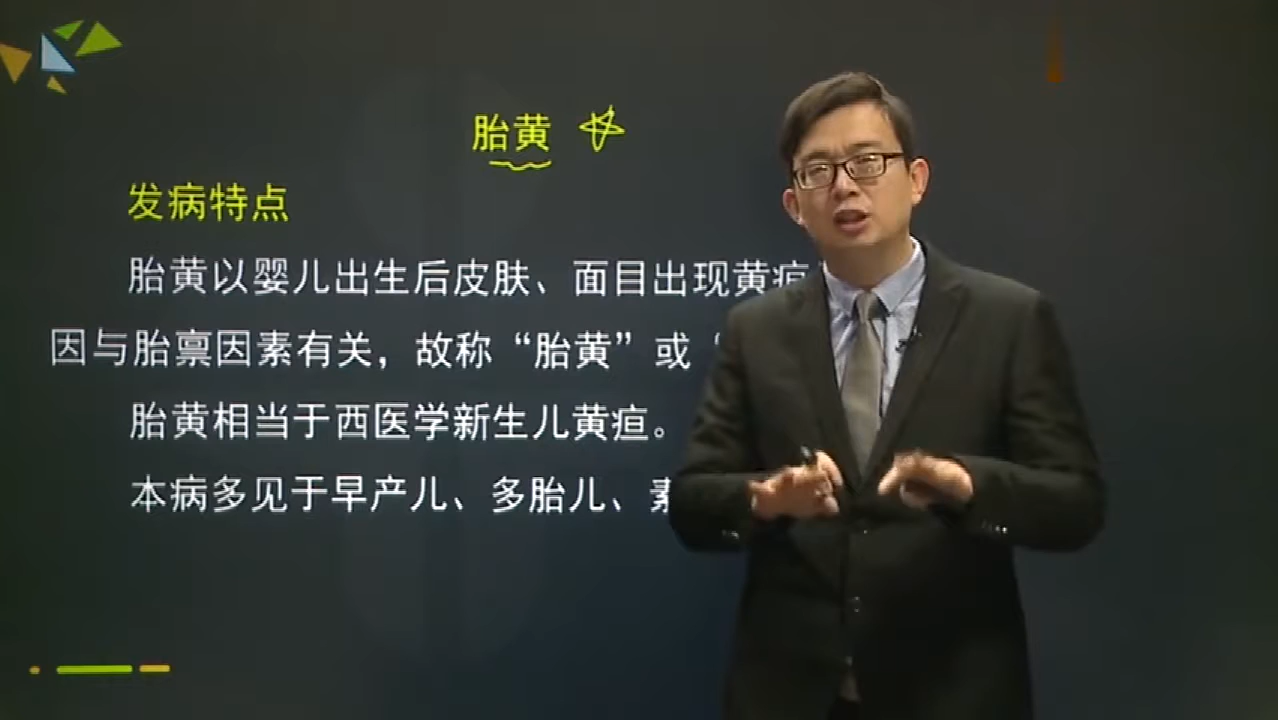 胎黄
发病特点
胎黄以婴儿出生后皮肤、面目出现黄疸
因与胎禀因素有关，故称“胎黄”或“
胎黄相当于西医学新生儿黄疸。
本病多见于早产儿、多胎儿、素